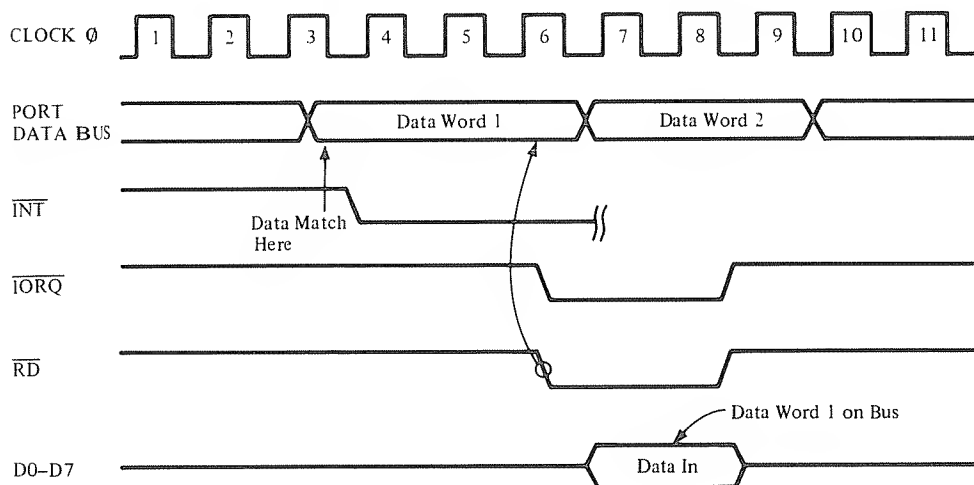 CLOCK Ø 1 2 3 4 5 6 7 8 9 10 11
PORT
DATA BUS
Data Word 1 Data Word 2
INT
Data Match
Here
IORQ
RD
Data Word 1 on Bus
D0–D7 Data In